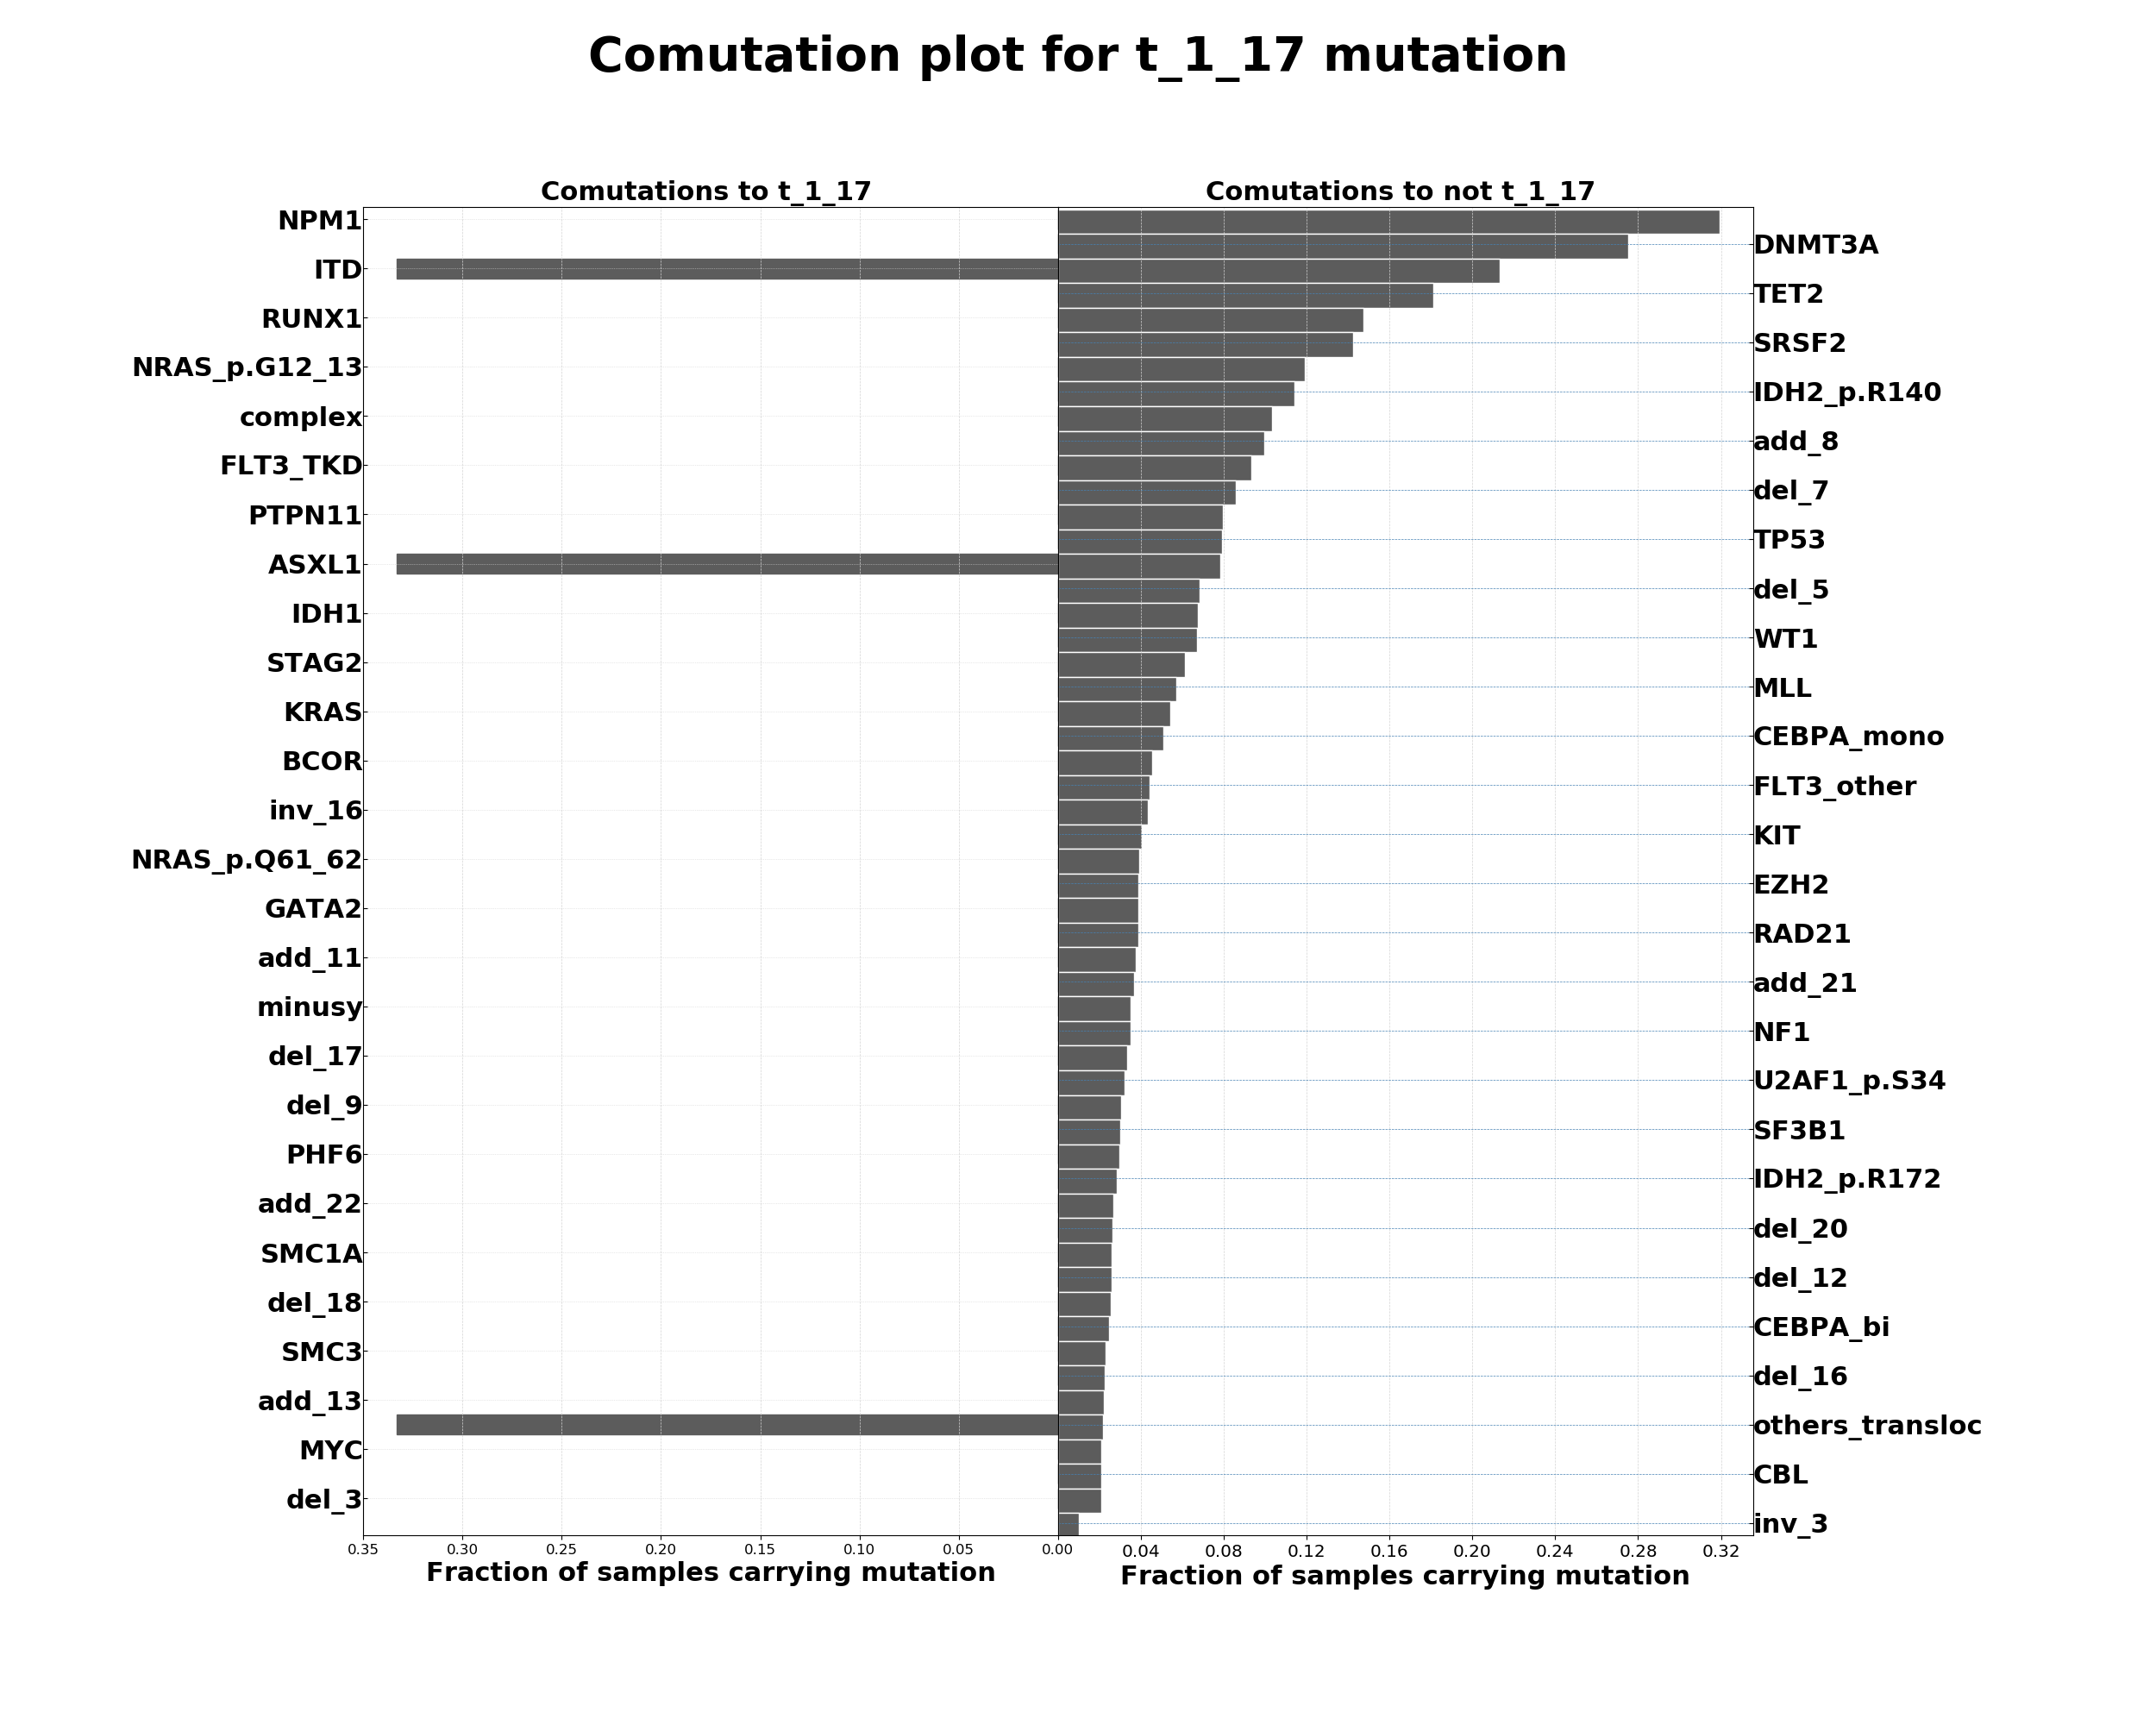 Comutation plot for t_1_17 mutation
Comutations to t_1_17
Comutations to not t_1_17
NPM1
DNMT3A
ITD
TET2
RUNX1
SRSF2
NRAS_p.G12_13
IDH2_p.R140
complex
add_8
FLT3_TKD
del_7
PTPN11
TP53
ASXL1
del_5
IDH1
WT1
STAG2
MLL
KRAS
CEBPA_mono
BCOR
FLT3_other
inv_16
KIT
NRAS_p.Q61_62
EZH2
GATA2
RAD21
add_11
add_21
minusy
NF1
del_17
U2AF1_p.S34
del_9
SF3B1
PHF6
IDH2_p.R172
add_22
del_20
SMC1A
del_12
del_18
CEBPA_bi
SMC3
del_16
add_13
others_transloc
MYC
CBL
del_3
inv_3
0.35 0.30 0.25 0.20 0.15 0.10 0.05 0.00 0.04 0.08 0.12 0.16 0.20 0.24 0.28 0.32
Fraction of samples carrying mutation
Fraction of samples carrying mutation